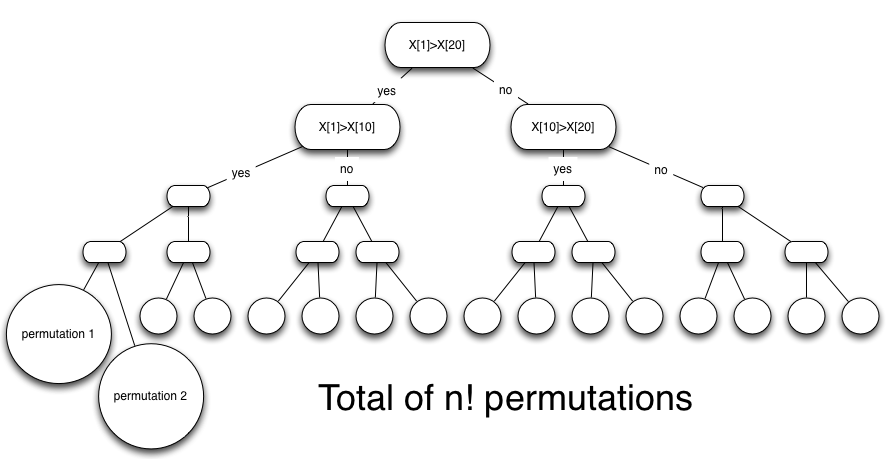 X[1]>X[20]
yes
no
X[1]>X[10]
X[10]>X[20]
yes
no
yes
no
permutation 1
permutation 2
Total of n! permutations